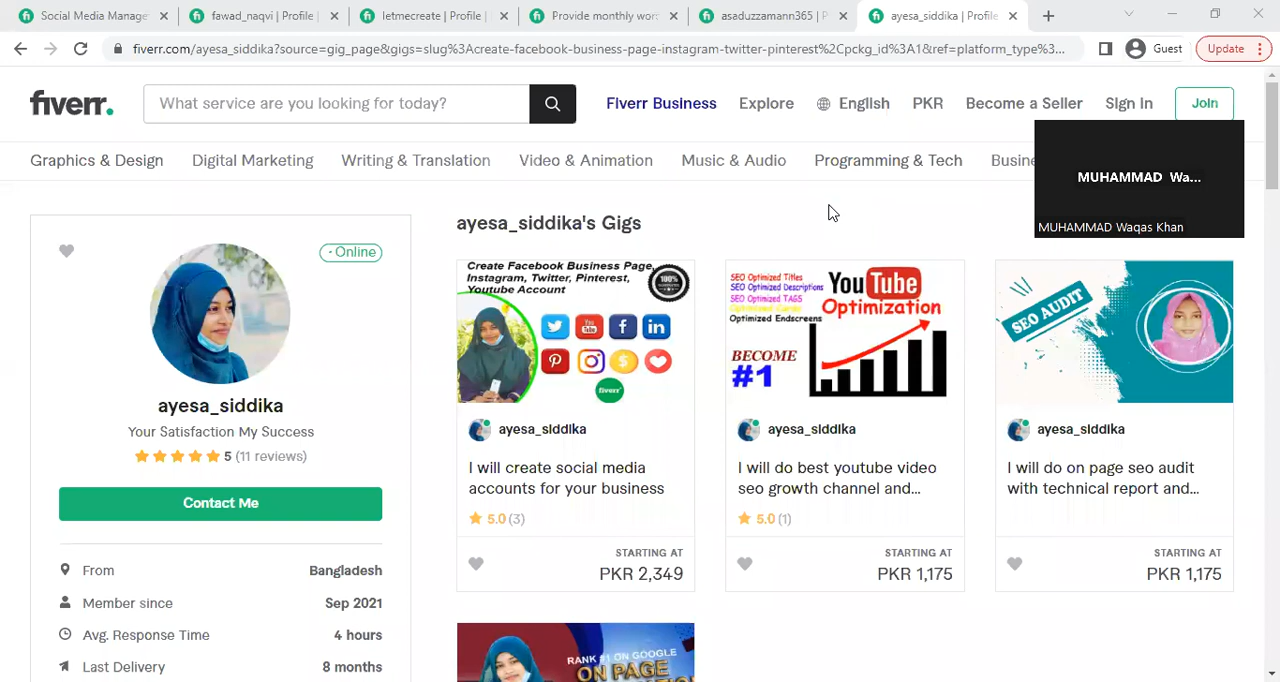 Social Media Manage
fawad_naqvi | Profile |
letmecreate | Profile |
Provide monthly wor
asaduzzamann365 | P
ayesa_siddika | Profile
fiverr.com/ayesa_siddika?source=gig_page&gigs=slug%3Acreate-facebook-business-page-instagram-twitter-pinterest%2Cpckg_id%3A1&ref=platform_type%3...
Guest
Update
fiverr.
What service are you looking for today?
Fiverr Business
Explore
English
PKR
Become a Seller
Sign In
Join
Graphics & Design
Digital Marketing
Writing & Translation
Video & Animation
Music & Audio
Programming & Tech
Busine
MUHAMMAD Wa...
MUHAMMAD Waqas Khan
- Online
ayesa_siddika
Your Satisfaction My Success
5 (11 reviews)
Contact Me
From
Bangladesh
Member since
Sep 2021
Avg. Response Time
4 hours
Last Delivery
8 months
ayesa_siddika's Gigs
Create Facebook Business Page,
Instagram, Twitter, Pinterest,
Youtube Account
100%
You
Tube
in
fiverr
ayesa_siddika
I will create social media
accounts for your business
5.0 (3)
STARTING AT
PKR 2,349
SEO Optimized Titles
SEO Optimized Descriptions
SEO Optimized TAGS
Optimized Cards
Optimized Endscreens
YouTube
Optimization
BECOME
#1
ayesa_siddika
I will do best youtube video
seo growth channel and...
5.0 (1)
STARTING AT
PKR 1,175
SEO AUDIT
ayesa_siddika
I will do on page seo audit
with technical report and...
STARTING AT
PKR 1,175
RANK #1 ON GOOGLE
ON PAGE